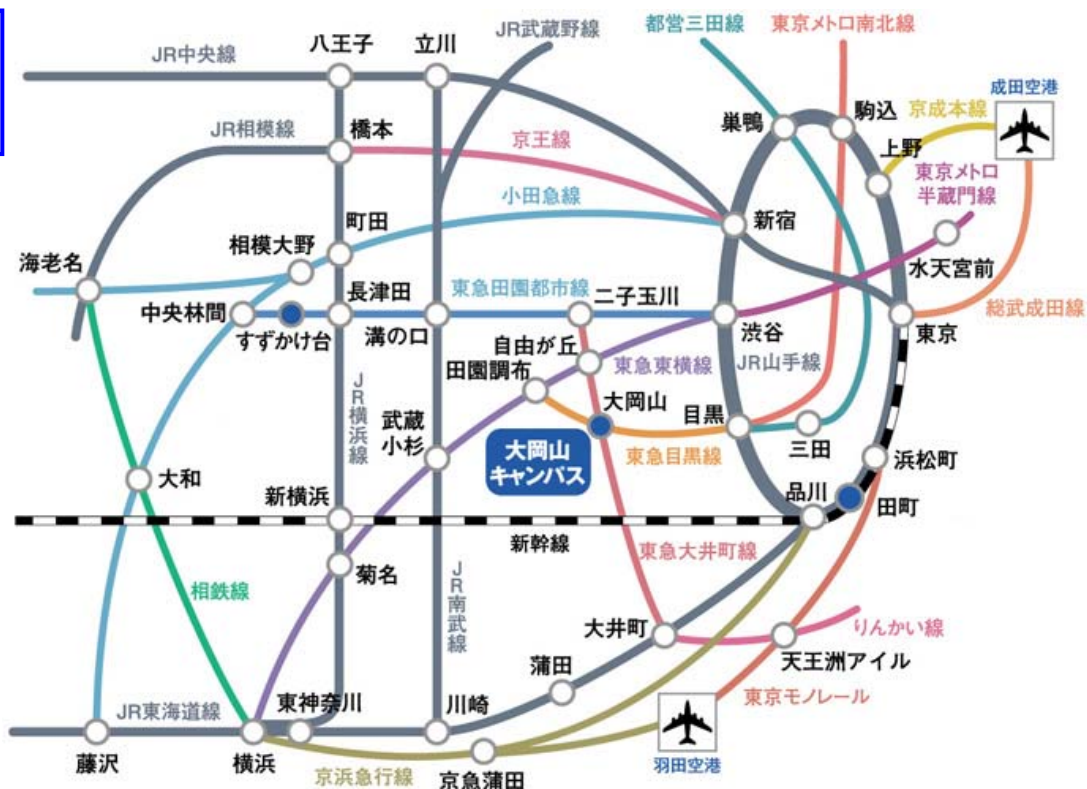 八王子
立川
JR武蔵野線
都営三田線
東京メトロ南北線
JR中央線
成田空港
巣鴨
駒込
京成本線
JR相模線
橋本
京王線
上野
東京メトロ
半蔵門線
小田急線
町田
新宿
相模大野
海老名
水天宮前
中央林間
長津田
東急田園都市線
二子玉川
総武成田線
すずかけ台
溝の口
渋谷
東京
自由が丘
東急東横線
JR山手線
田園調布
JR横浜線
大岡山
目黒
武蔵
小杉
大岡山
キャンパス
東急目黒線
三田
浜松町
大和
新横浜
品川
田町
新幹線
東急大井町線
菊名
JR南武線
相鉄線
大井町
りんかい線
天王洲アイル
蒲田
東神奈川
川崎
東京モノレール
JR東海道線
藤沢
横浜
京浜急行線
京急蒲田
羽田空港